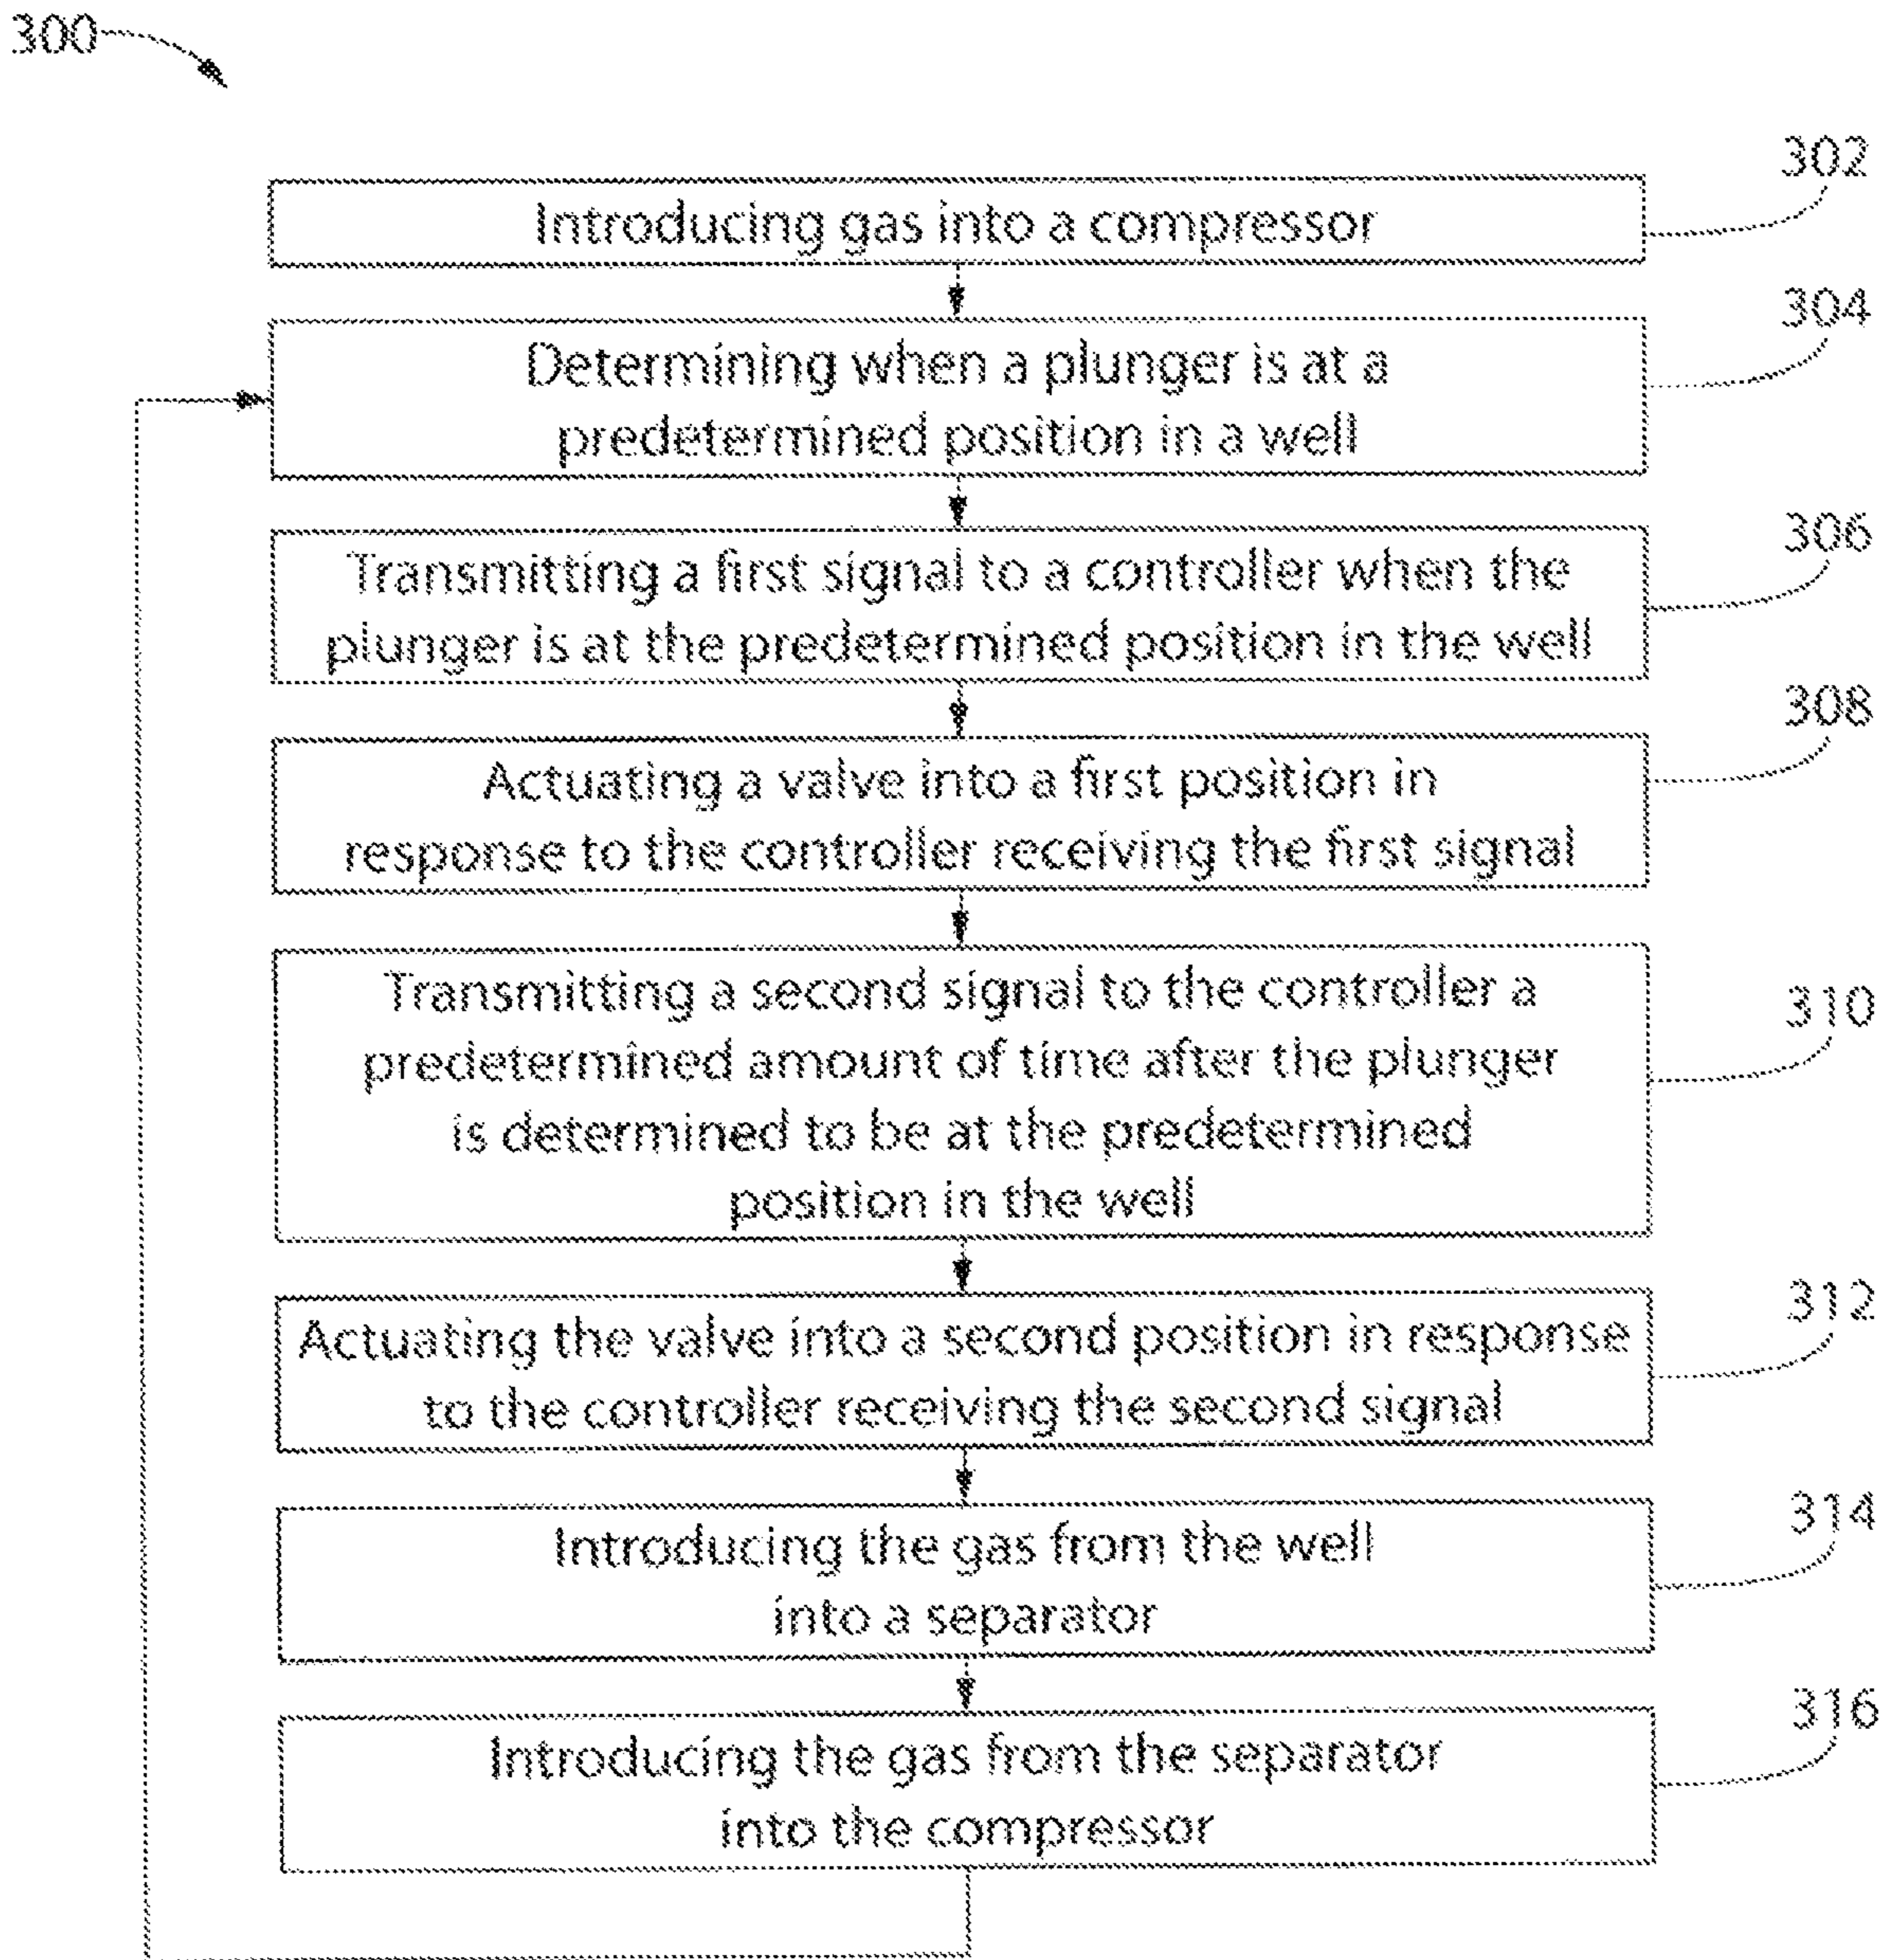 300
302
Introducing gas into a compressor
304
Determining when a plunger is at a
predetermined position in a well
306
Transmitting a first signal to a controller when the
plunger is at the predetermined position in the well
308
Actuating a valve into a first position in
response to the controller receiving the first signal
310
Transmitting a second signal to the controller a
predetermined amount of time after the plunger
is determined to be at the predetermined
position in the well
312
Actuating the valve into a second position in response
to the controller receiving the second signal
314
Introducing the gas from the well
into a separator
316
Introducing the gas from the separator
into the compressor